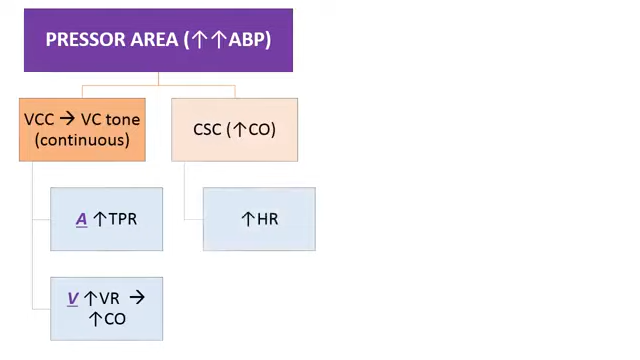 PRESSOR AREA (↑↑ABP)
VCC → VC tone
(continuous)
CSC (↑CO)
A ↑TPR
↑HR
V ↑VR →
↑CO